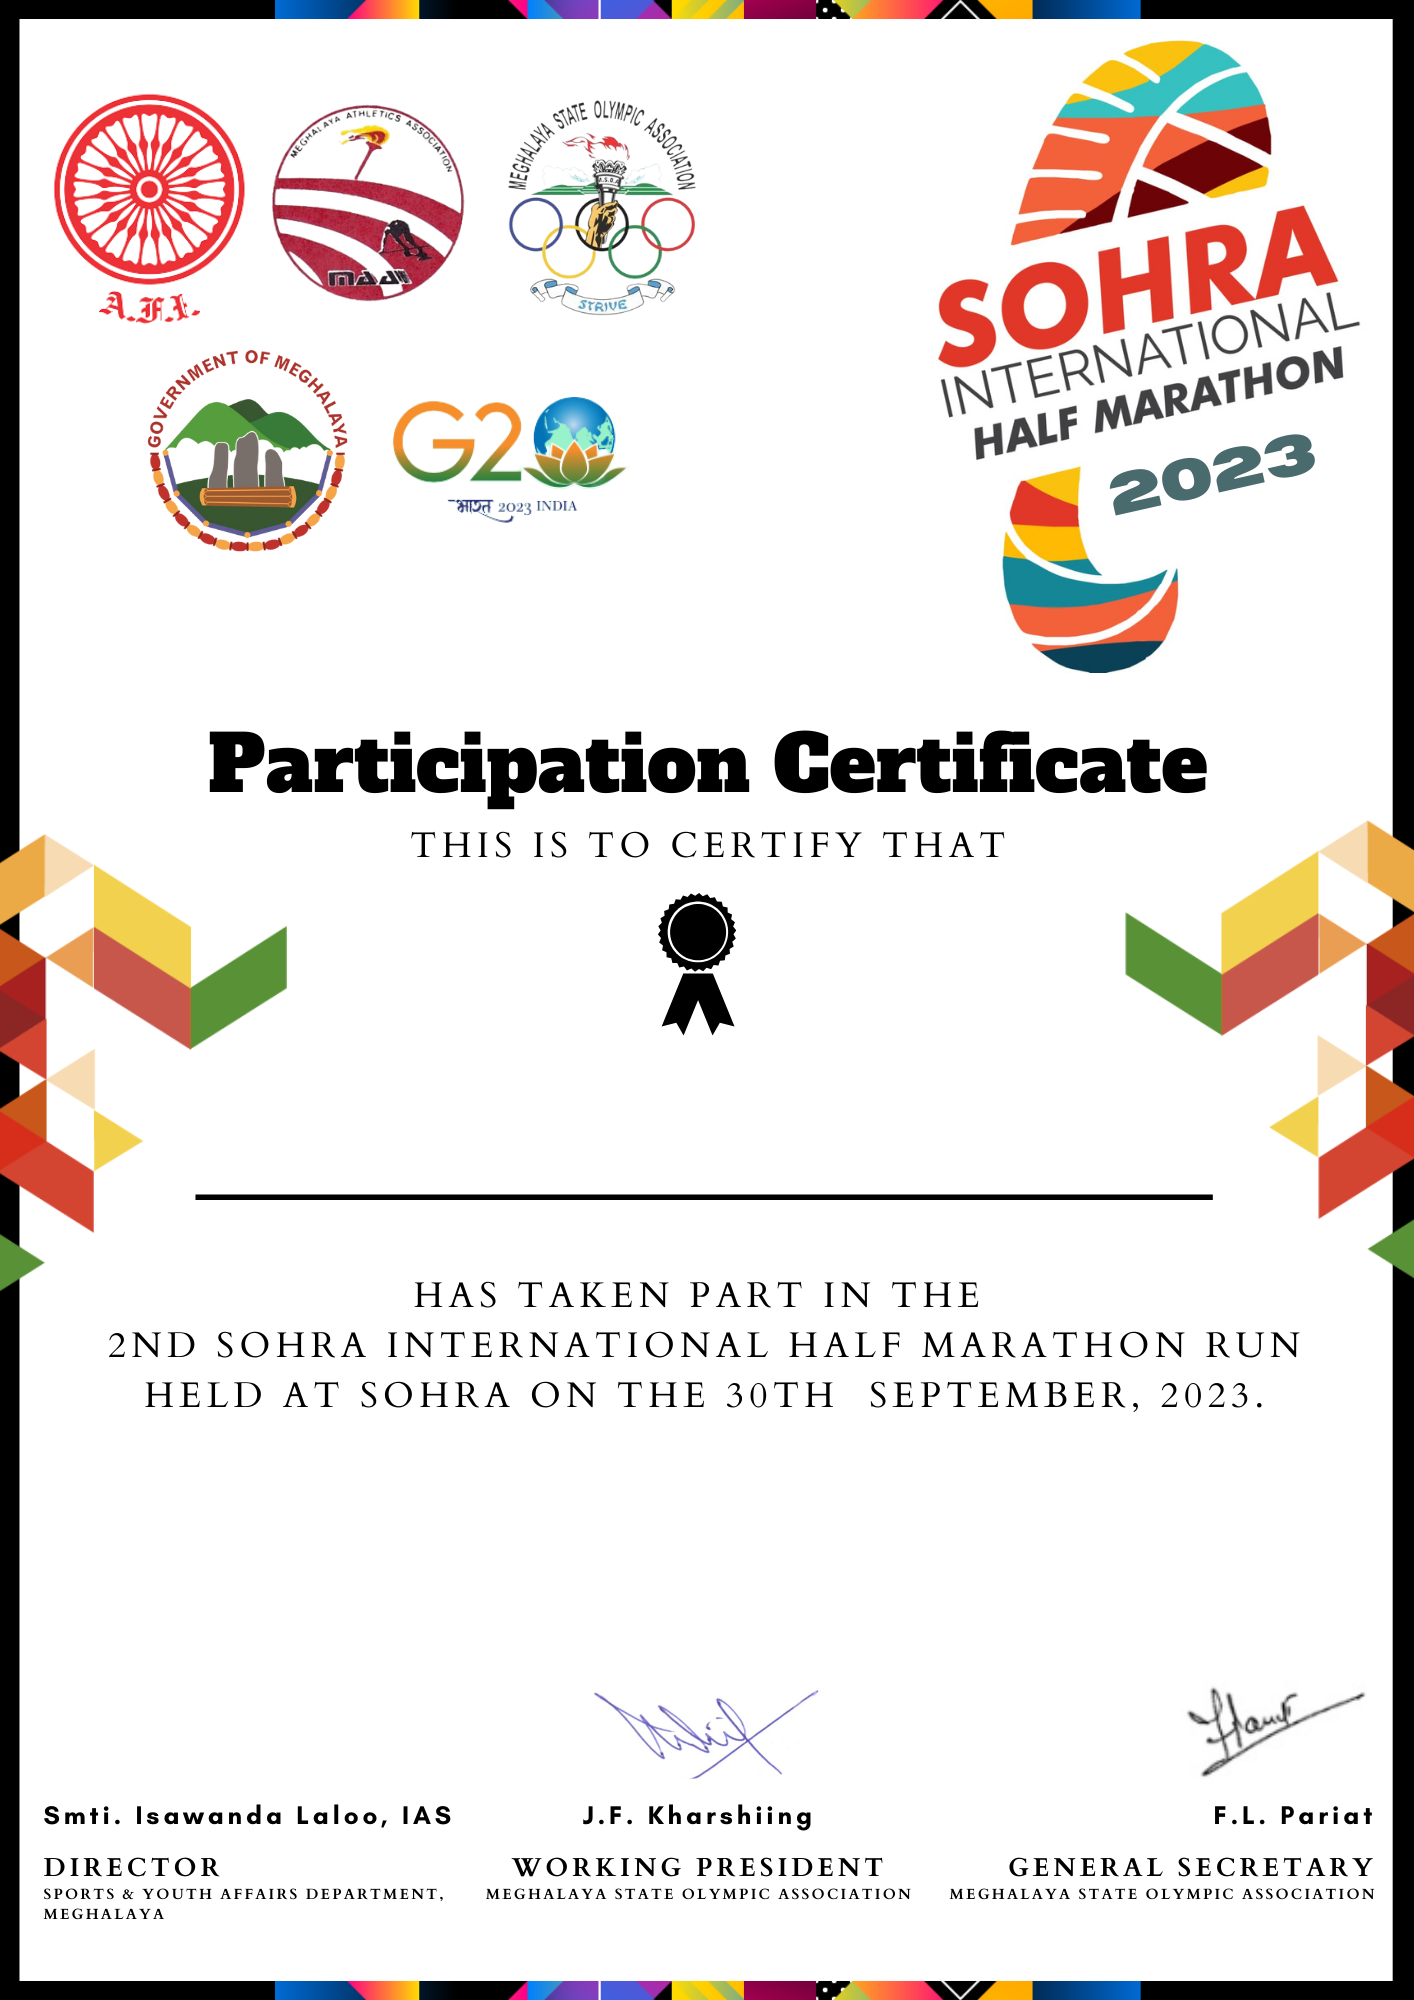 A.F.I.
MEGHALAYA ATHLETICS ASSOCIATION
MEGHALAYA STATE OLYMPIC ASSOCIATION
STRIVE
GOVERNMENT OF MEGHALAYA
G20
भारत 2023 INDIA
SOHRA
INTERNATIONAL
HALF MARATHON
2023
Participation Certificate
THIS IS TO CERTIFY THAT
HAS TAKEN PART IN THE
2ND SOHRA INTERNATIONAL HALF MARATHON RUN
HELD AT SOHRA ON THE 30TH SEPTEMBER, 2023.
Smti. Isawanda Laloo, IAS
DIRECTOR
SPORTS & YOUTH AFFAIRS DEPARTMENT,
MEGHALAYA
J.F. Kharshiing
WORKING PRESIDENT
MEGHALAYA STATE OLYMPIC ASSOCIATION
F.L. Pariat
GENERAL SECRETARY
MEGHALAYA STATE OLYMPIC ASSOCIATION